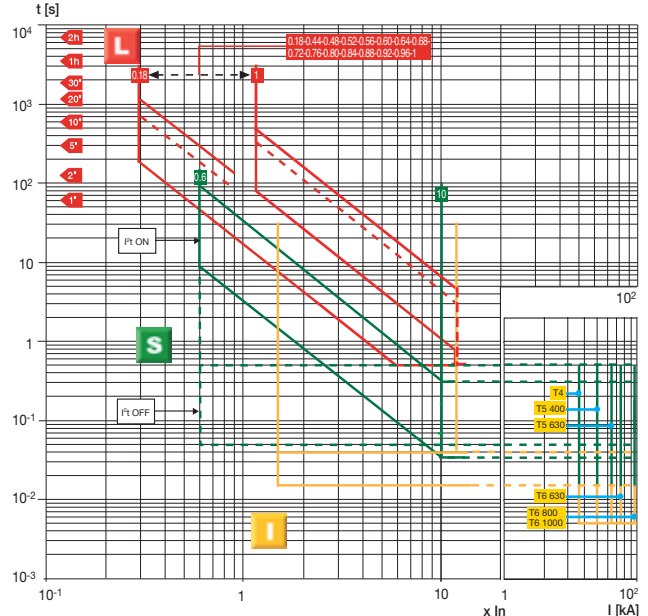 t [s]
10⁴
2h
L
0.18-0.44-0.48-0.52-0.56-0.60-0.64-0.68-
0.72-0.76-0.80-0.84-0.88-0.92-0.96-1
1h
0.18
1
30'
20'
10³
10'
5'
10²
2'
0.6
1'
10
I²t ON
10
10²
1
S
T4
T5 400
I²t OFF
T5 630
10⁻¹
10⁻²
T6 630
T6 800
T6 1000
I
10⁻³
10⁻¹
1
10
1
10²
x In
I [kA]